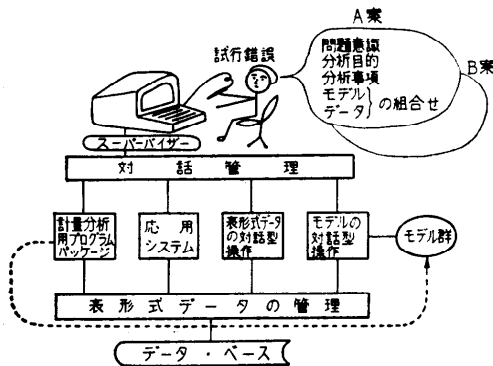 A案
試行錯誤
問題意識
分析目的
分析事項
モデル
データ
の組合せ
B案
スーパーバイザー
対話管理
計量分析
用プログラム
パッケージ
応用
システム
表形式データ
の対話型
操作
モデルの
対話型
操作
モデル群
表形式データの管理
データ・ベース